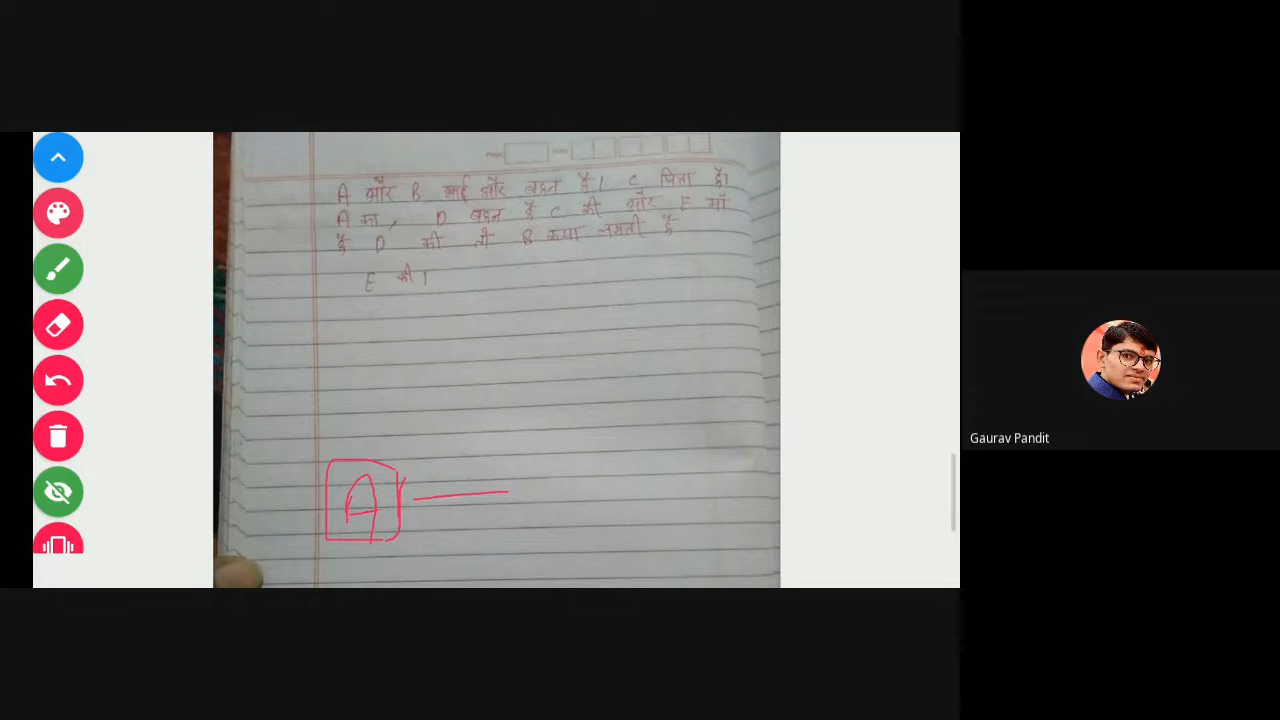 A और B भाई और बहन है। C पिता है।
A का, D बहन है C की और E माँ
है D की तो B क्या लगती है
E की।
A
Gaurav Pandit